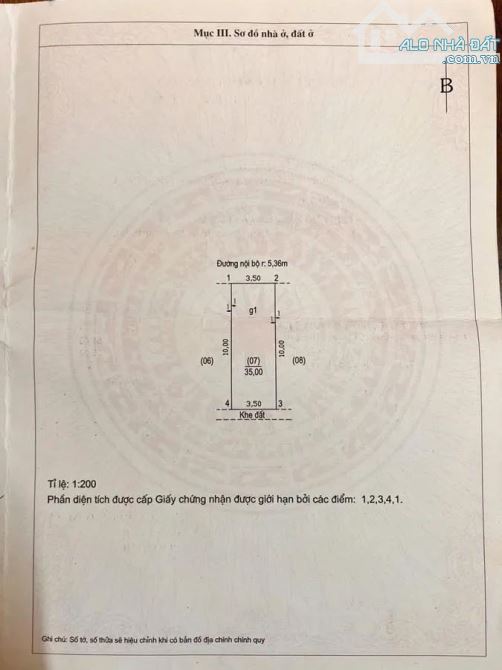 ALO NHÀ ĐẤT
.com.vn
Mục III. Sơ đồ nhà ở, đất ở
B
Đường nội bộ r: 5,36m
1 3,50 2
1 1
g1
1 1
10,00 10,00
(06) (07) (08)
35,00
4 3,50 3
Khe đất
Tỉ lệ: 1:200
Phần diện tích được cấp Giấy chứng nhận được giới hạn bởi các điểm: 1,2,3,4,1.
Ghi chú: Số tờ, số thửa sẽ hiệu chỉnh khi có bản đồ địa chính chính quy